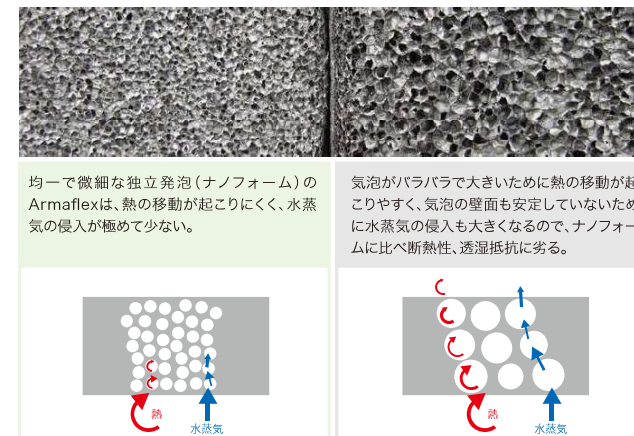 均一で微細な独立発泡（ナノフォーム）の
Armaflexは、熱の移動が起こりにくく、水蒸
気の侵入が極めて少ない。
気泡がバラバラで大きいために熱の移動が起
こりやすく、気泡の壁面も安定していないため
に水蒸気の侵入も大きくなるので、ナノフォー
ムに比べ断熱性、透湿抵抗に劣る。
熱
水蒸気
熱
水蒸気